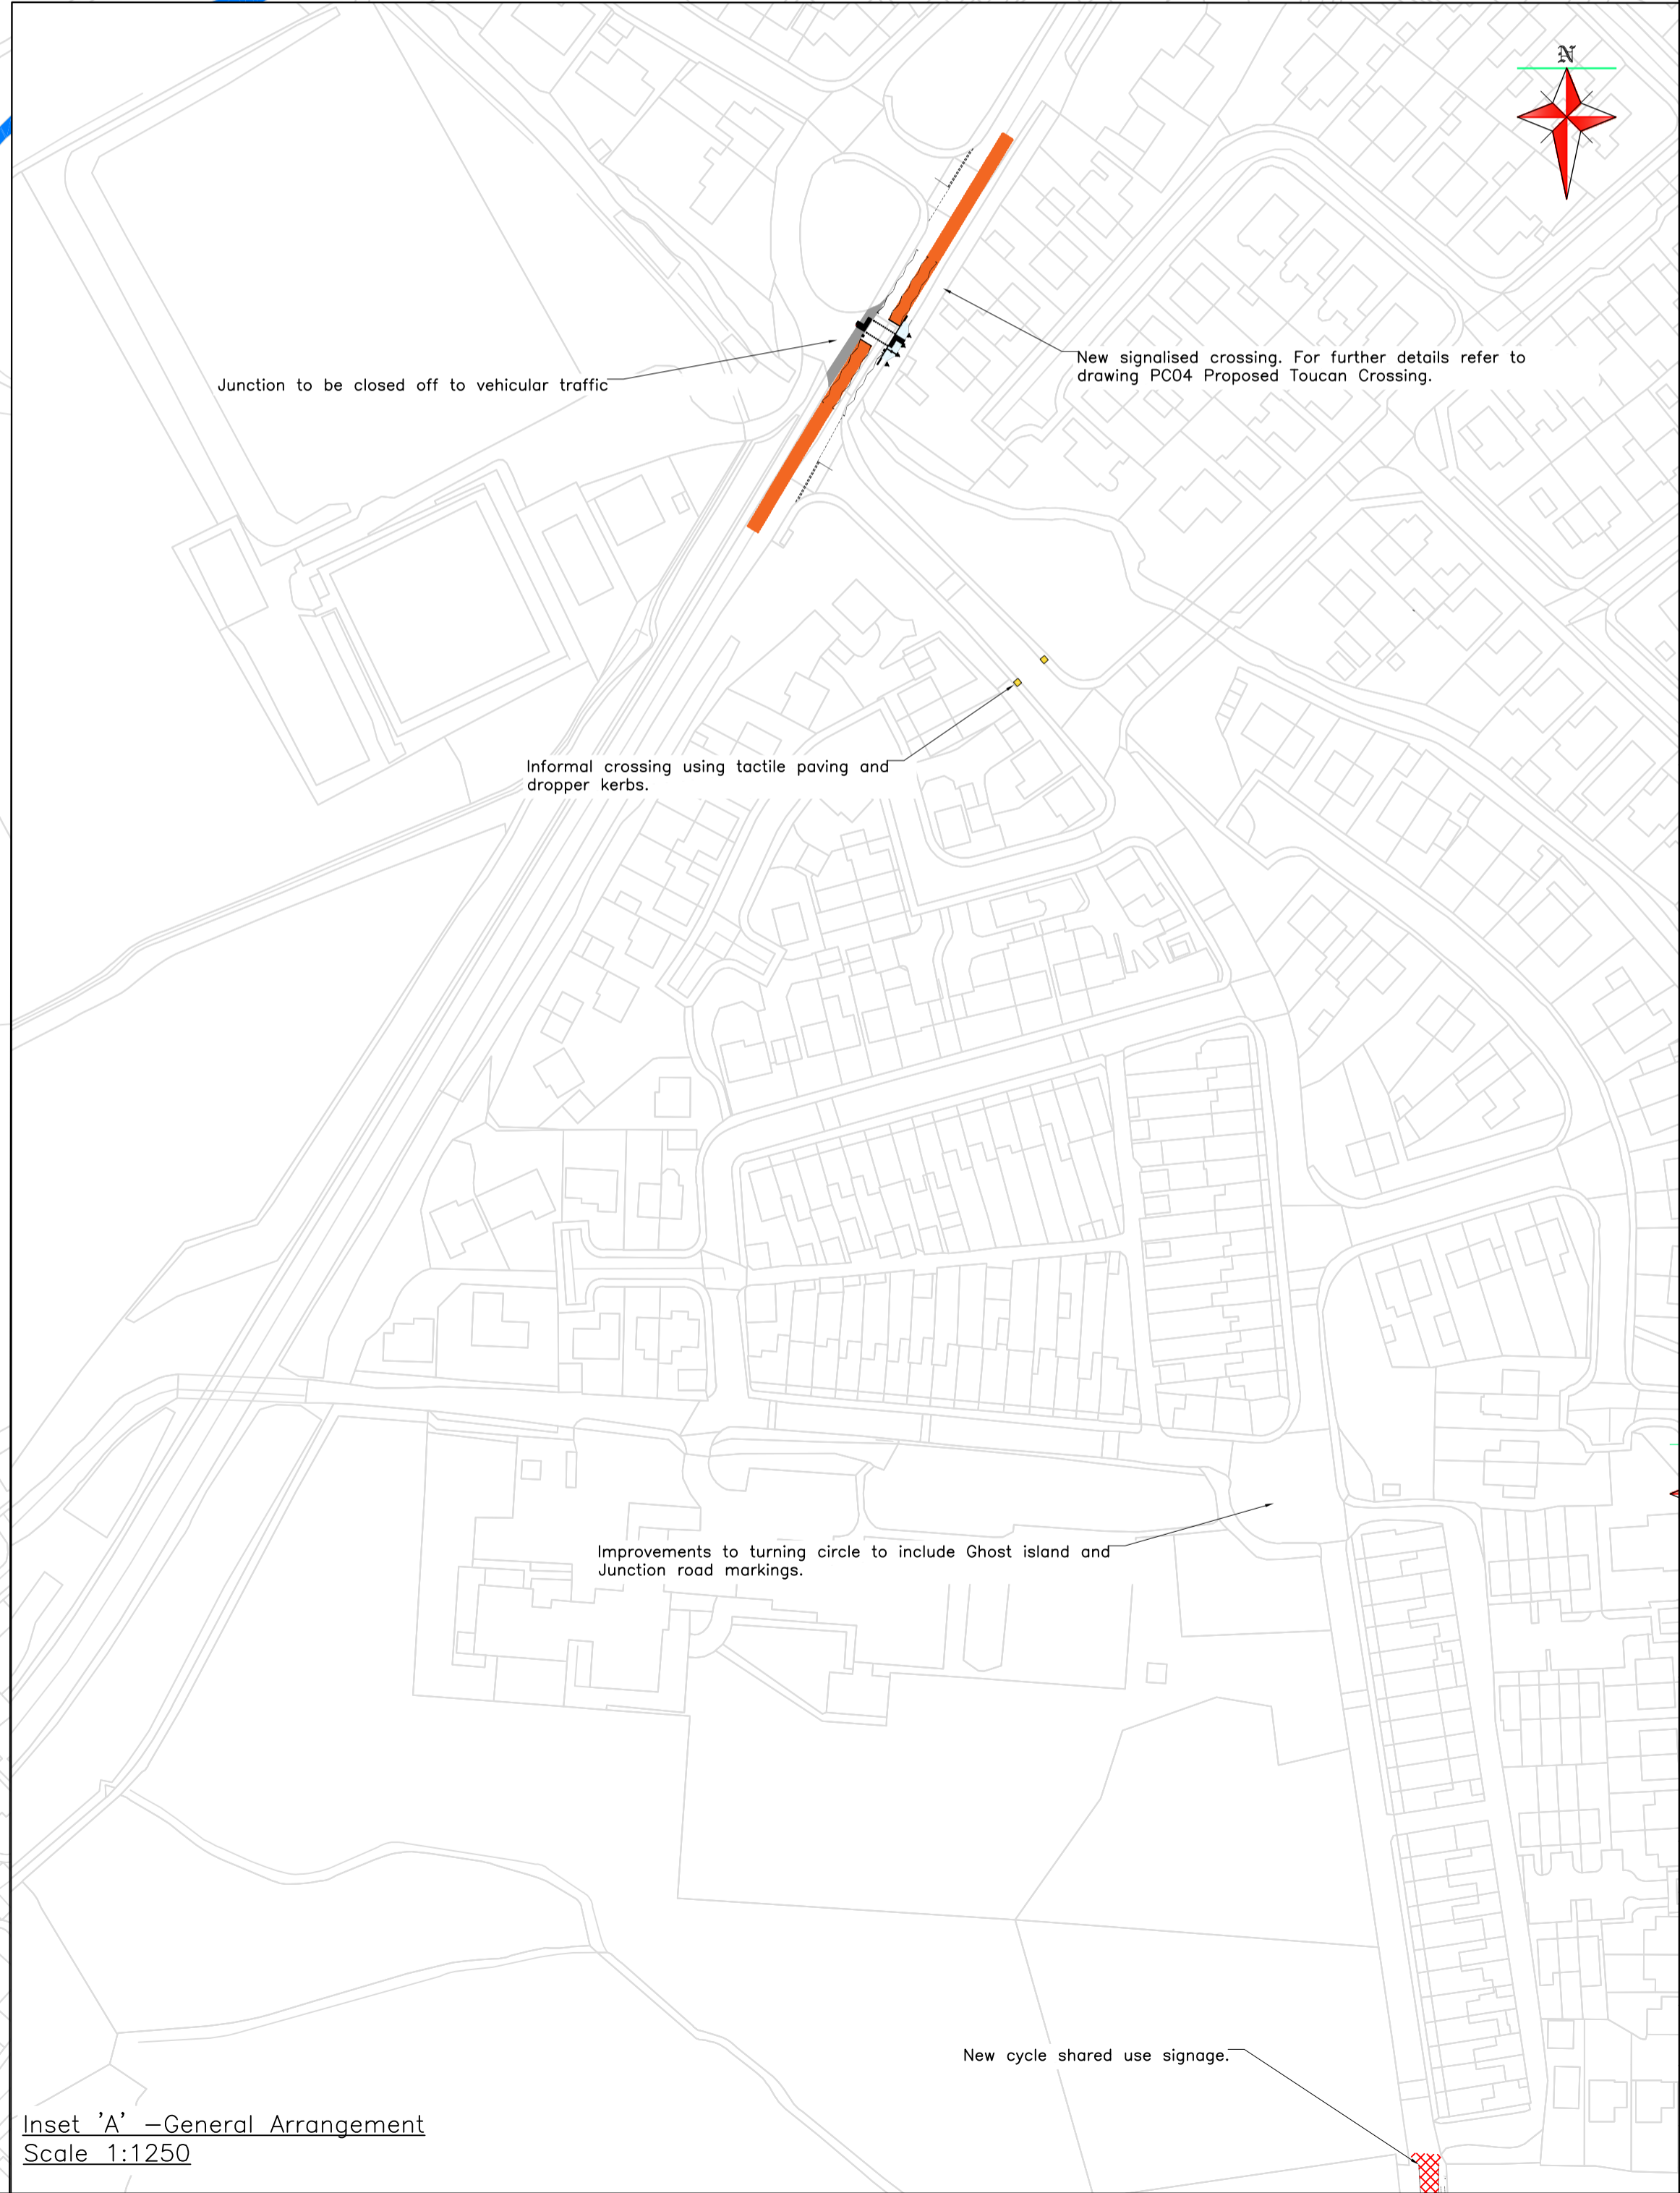 N
Junction to be closed off to vehicular traffic
New signalised crossing. For further details refer to
drawing PC04 Proposed Toucan Crossing.
Informal crossing using tactile paving and
dropper kerbs.
Improvements to turning circle to include Ghost island and
Junction road markings.
New cycle shared use signage.
Inset 'A' -General Arrangement
Scale 1:1250